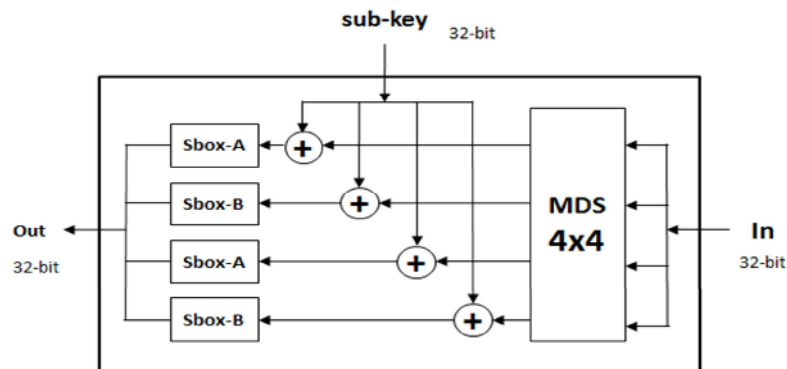 sub-key 32-bit
Sbox-A
Sbox-B
Sbox-A
Sbox-B
+
+
+
+
MDS
4x4
Out
32-bit
In
32-bit